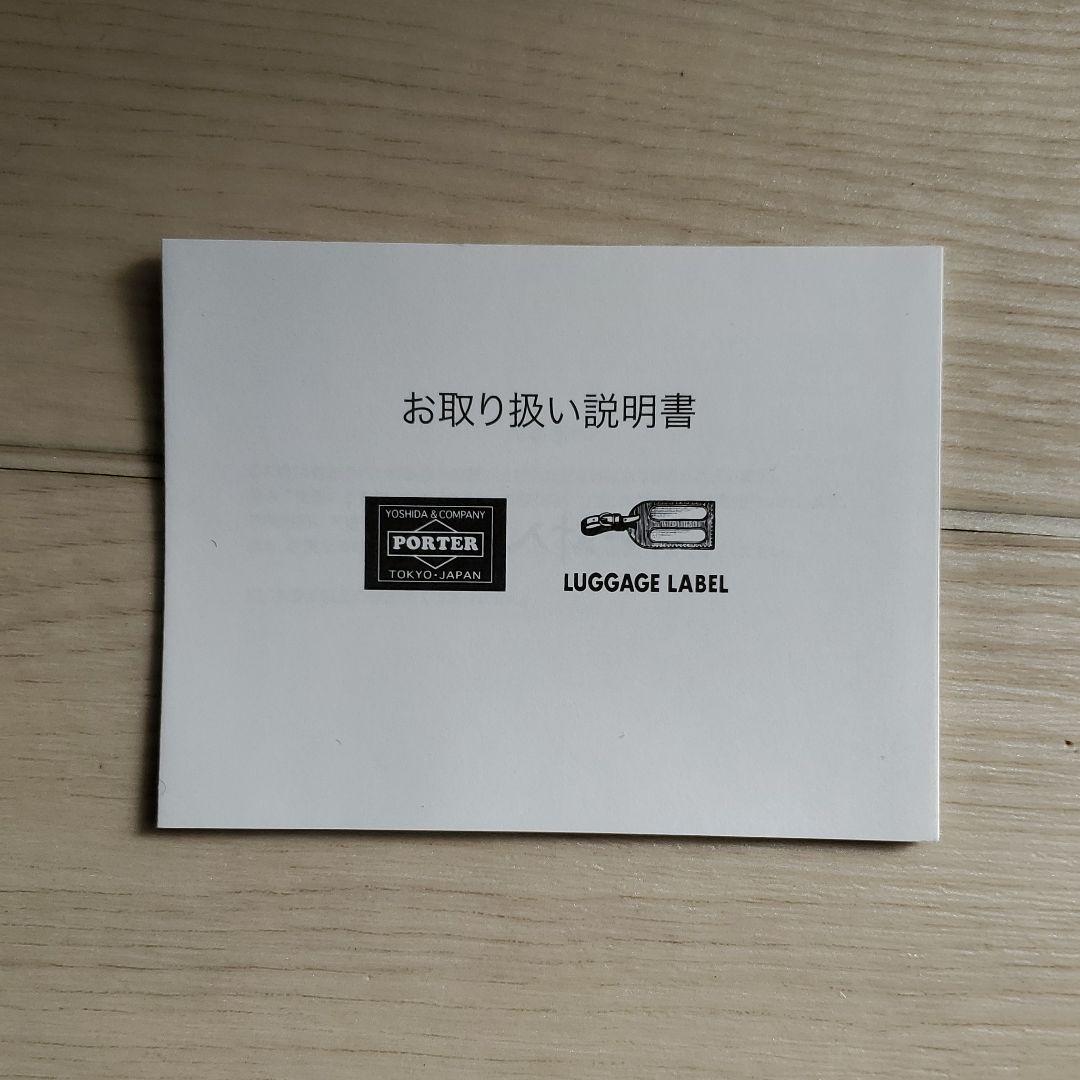 お取り扱い説明書
YOSHIDA & COMPANY
PORTER
TOKYO・JAPAN
LUGGAGE LABEL